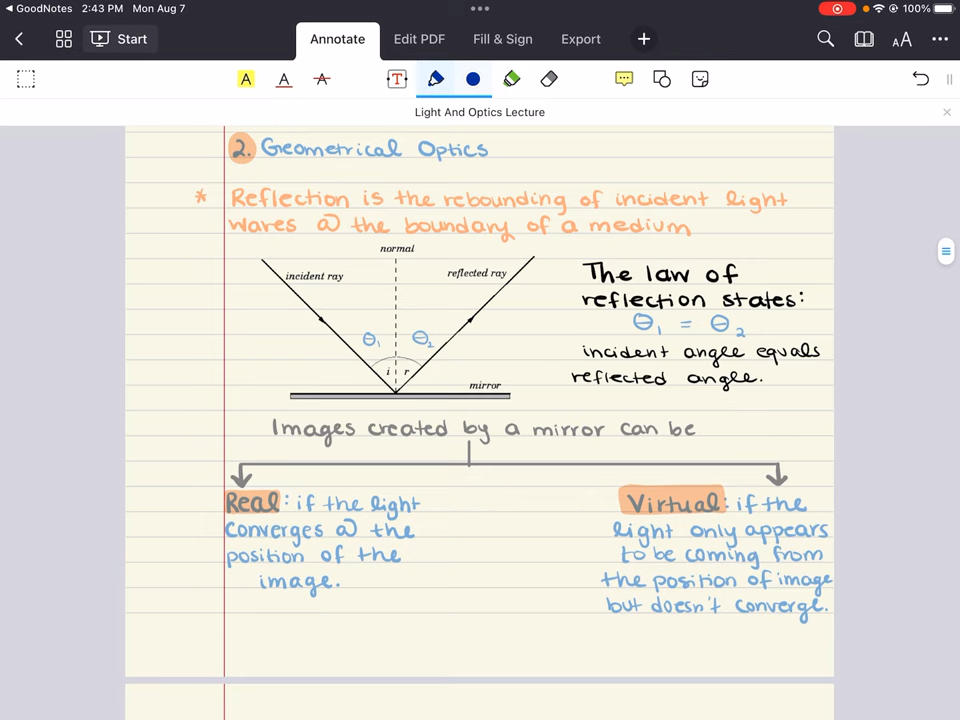 GoodNotes 2:43 PM Mon Aug 7 100%
Start Annotate Edit PDF Fill & Sign Export
A A A T AA
Light And Optics Lecture
2. Geometrical Optics
* Reflection is the rebounding of incident light
waves @ the boundary of a medium
normal
incident ray reflected ray
θ1 θ2
i r
mirror
The law of
reflection states:
θ1 = θ2
incident angle equals
reflected angle.
Images created by a mirror can be
Real: if the light
converges @ the
position of the
image.
Virtual: if the
light only appears
to be coming from
the position of image
but doesn't converge.